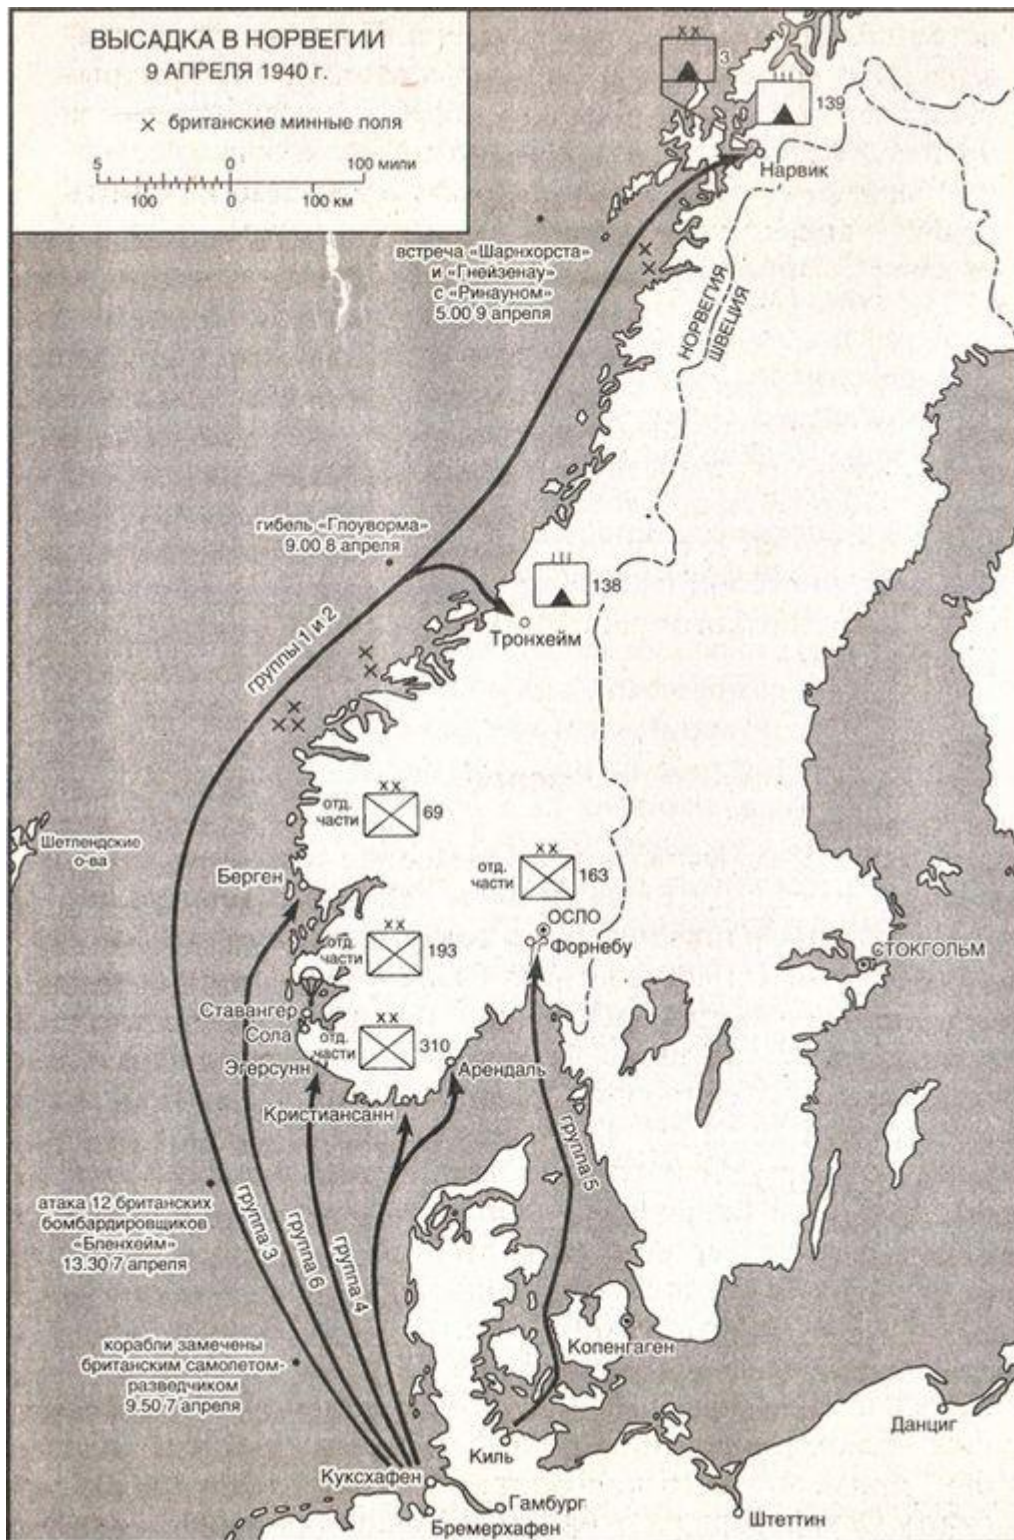 ВЫСАДКА В НОРВЕГИИ
9 АПРЕЛЯ 1940 г.
британские минные поля
5 0 100 мили
100 0 100 км
3
139
Нарвик
встреча «Шарнхорста»
и «Гнейзенау»
с «Ринауном»
5.00 9 апреля
НОРВЕГИЯ
ШВЕЦИЯ
гибель «Глоуворма»
9.00 8 апреля
138
Тронхейм
группы 1 и 2
отд.
части
69
Шетлендские
о-ва
Берген
отд.
части
163
ОСЛО
Форнебу
отд.
части
193
СТОКГОЛЬМ
Ставангер
Сола
отд.
части
310
Эгерсунн
Арендаль
Кристиансанн
группа 5
атака 12 британских
бомбардировщиков
«Бленхейм»
13.30 7 апреля
группа 3
группа 6
группа 4
Копенгаген
корабли замечены
британским самолетом-
разведчиком
9.50 7 апреля
Данциг
Киль
Куксхафен
Гамбург
Бремерхафен
Штеттин